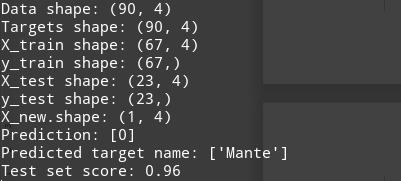 Data shape: (90, 4)
Targets shape: (90, 4)
X_train shape: (67, 4)
y_train shape: (67,)
X_test shape: (23, 4)
y_test shape: (23,)
X_new.shape: (1, 4)
Prediction: [0]
Predicted target name: ['Mante']
Test set score: 0.96